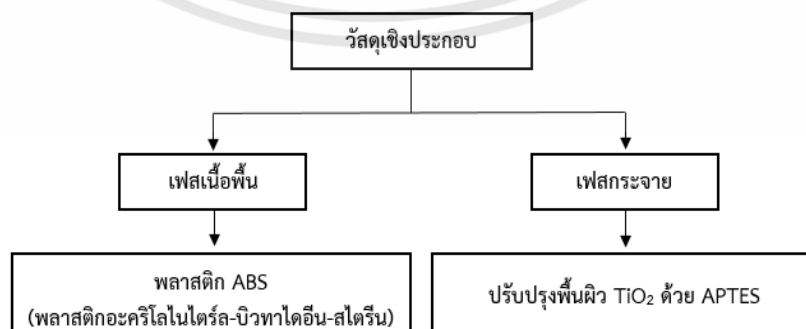 วัสดุเชิงประกอบ
เฟสเนื้อพื้น
เฟสกระจาย
พลาสติก ABS
(พลาสติกอะคริโลไนไตร์ล-บิวทาไดอีน-สไตรีน)
ปรับปรุงพื้นผิว TiO₂ ด้วย APTES